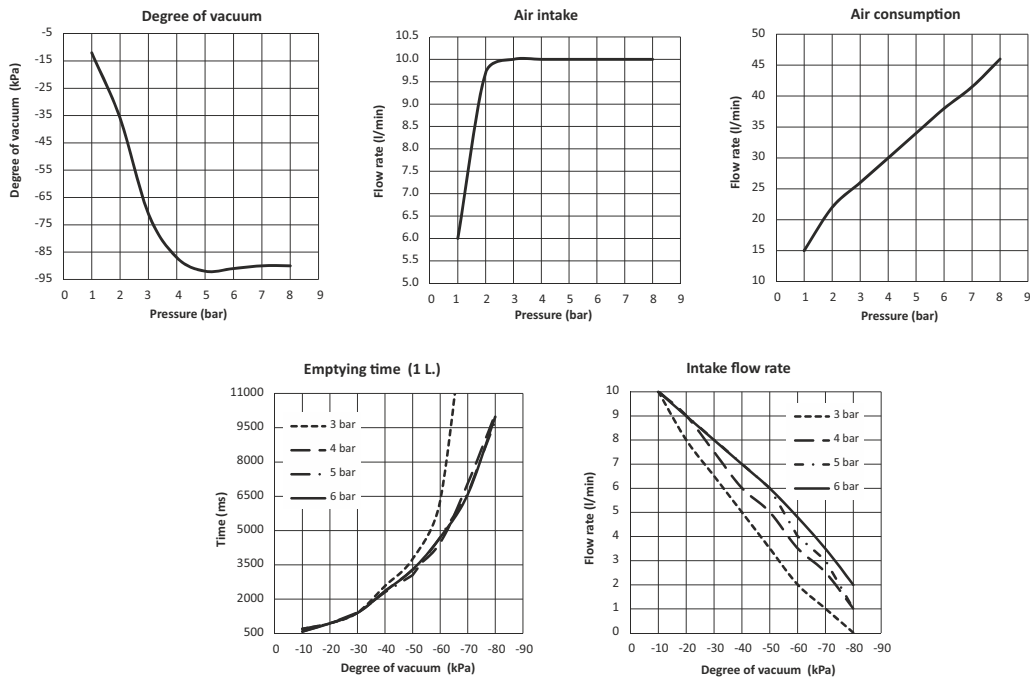 Degree of vacuum
Degree of vacuum (kPa)
-5
-15
-25
-35
-45
-55
-65
-75
-85
-95
0 1 2 3 4 5 6 7 8 9
Pressure (bar)
Air intake
Flow rate (l/min)
10.5
10.0
9.5
9.0
8.5
8.0
7.5
7.0
6.5
6.0
5.5
5.0
0 1 2 3 4 5 6 7 8 9
Pressure (bar)
Air consumption
Flow rate (l/min)
50
45
40
35
30
25
20
15
10
0 1 2 3 4 5 6 7 8 9
Pressure (bar)
Emptying time (1 L.)
Time (ms)
11000
9500
8000
6500
5000
3500
2000
500
3 bar
4 bar
5 bar
6 bar
0 -10 -20 -30 -40 -50 -60 -70 -80 -90
Degree of vacuum (kPa)
Intake flow rate
Flow rate (l/min)
10
9
8
7
6
5
4
3
2
1
0
3 bar
4 bar
5 bar
6 bar
0 -10 -20 -30 -40 -50 -60 -70 -80 -90
Degree of vacuum (kPa)